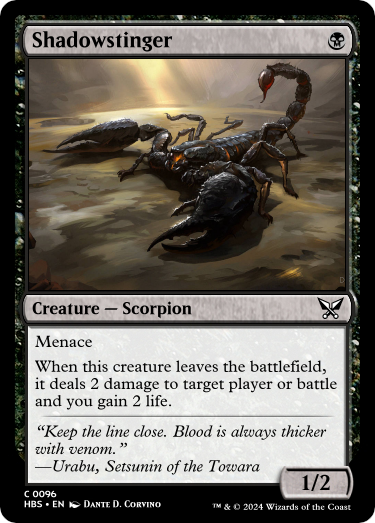 Shadowstinger
Creature — Scorpion
Menace
When this creature leaves the battlefield,
it deals 2 damage to target player or battle
and you gain 2 life.
“Keep the line close. Blood is always thicker
with venom.”
—Urabu, Setsunin of the Towara
1/2
C 0096
HBS • EN DANTE D. CORVINO
™ & © 2024 Wizards of the Coast